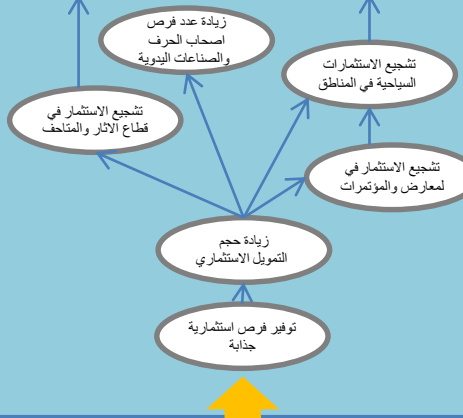 زيادة عدد فرص
اصحاب الحرف
والصناعات اليدوية
تشجيع الاستثمارات
السياحية في المناطق
تشجيع الاستثمار في
قطاع الاثار والمتاحف
تشجيع الاستثمار في
لمعارض والمؤتمرات
زيادة حجم
التمويل الاستثماري
توفير فرص استثمارية
جذابة